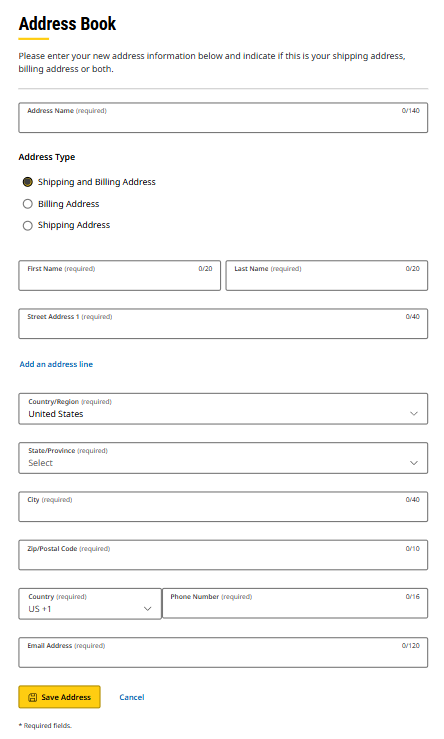 Address Book
Please enter your new address information below and indicate if this is your shipping address,
billing address or both.
Address Name (required) 0/140
Address Type
Shipping and Billing Address
Billing Address
Shipping Address
First Name (required) 0/20 Last Name (required) 0/20
Street Address 1 (required) 0/40
Add an address line
Country/Region (required)
United States
State/Province (required)
Select
City (required) 0/40
Zip/Postal Code (required) 0/10
Country (required) Phone Number (required) 0/16
US +1
Email Address (required) 0/120
Save Address Cancel
* Required fields.